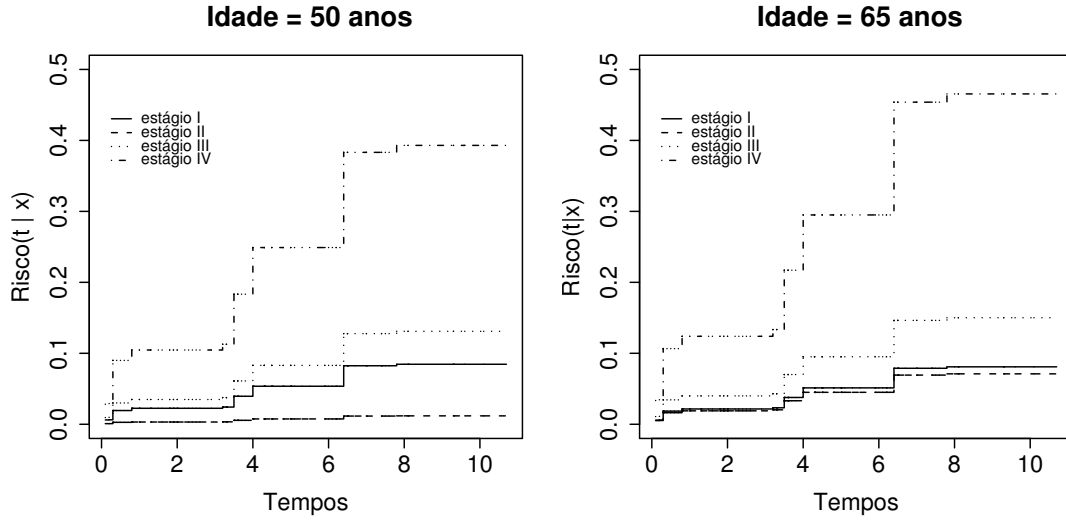 Idade = 50 anos
Risco(t | x)
0.5
0.4
0.3
0.2
0.1
0.0
estágio I
estágio II
estágio III
estágio IV
0
2
4
6
8
10
Tempos
Idade = 65 anos
Risco(t|x)
0.5
0.4
0.3
0.2
0.1
0.0
estágio I
estágio II
estágio III
estágio IV
0
2
4
6
8
10
Tempos